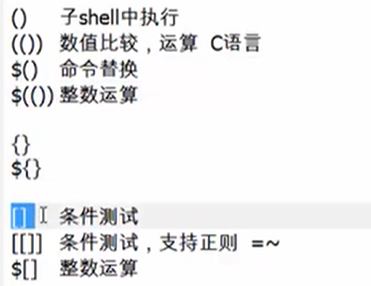 () 子shell中执行
(()) 数值比较，运算 C语言
$() 命令替换
$(()) 整数运算
{}
${}
[] 条件测试
[[]] 条件测试，支持正则 =~
$[] 整数运算